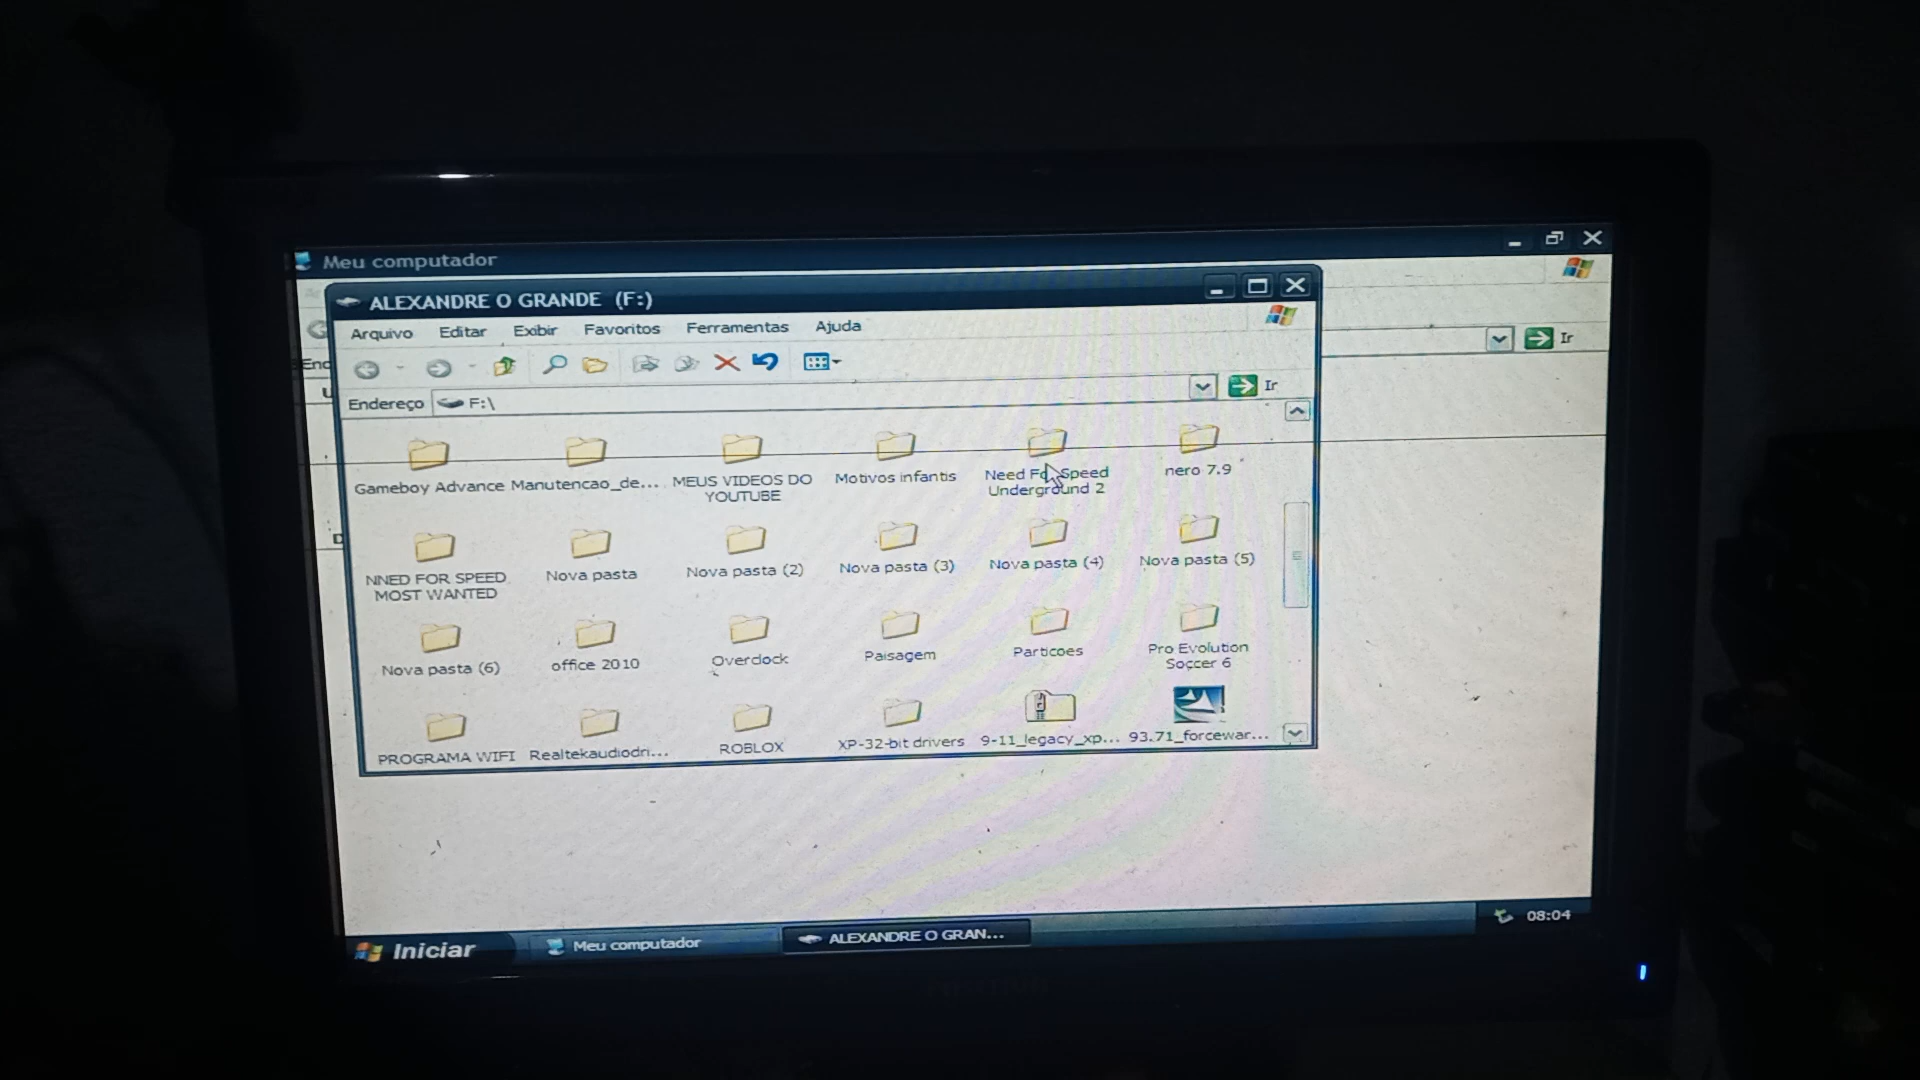 Meu computador
ALEXANDRE O GRANDE (F:)
Arquivo Editar Exibir Favoritos Ferramentas Ajuda
Ir
Endereço F:\ Ir
Gameboy Advance Manutencao_de... MEUS VIDEOS DO YOUTUBE Motivos infantis Need For Speed Underground 2 nero 7.9
NNED FOR SPEED MOST WANTED Nova pasta Nova pasta (2) Nova pasta (3) Nova pasta (4) Nova pasta (5)
Nova pasta (6) office 2010 Overclock Paisagem Particoes Pro Evolution Soccer 6
PROGRAMA WIFI Realtekaudiodri... ROBLOX XP-32-bit drivers 9-11_legacy_xp... 93.71_forcewar...
Iniciar Meu computador ALEXANDRE O GRAN... 08:04